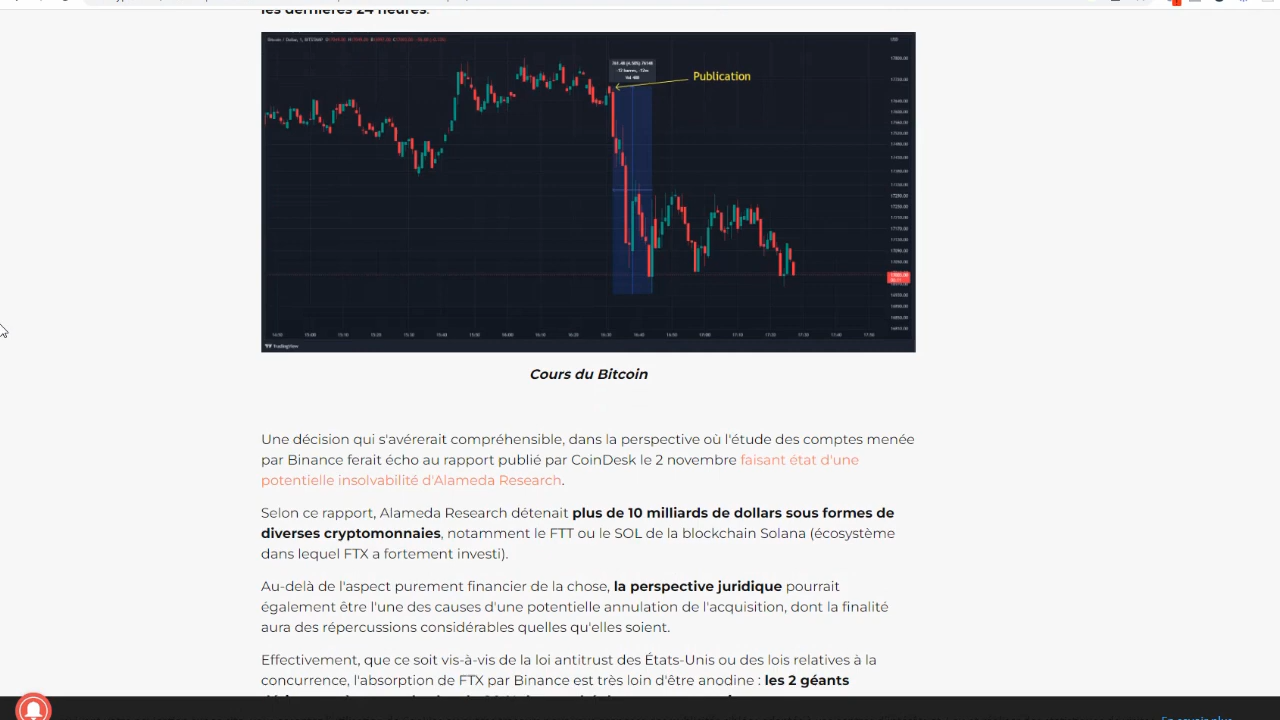 les dernières 24 heures.
Publication
TradingView
Cours du Bitcoin
Une décision qui s'avérerait compréhensible, dans la perspective où l'étude des comptes menée
par Binance ferait écho au rapport publié par CoinDesk le 2 novembre faisant état d'une
potentielle insolvabilité d'Alameda Research.
Selon ce rapport, Alameda Research détenait plus de 10 milliards de dollars sous formes de
diverses cryptomonnaies, notamment le FTT ou le SOL de la blockchain Solana (écosystème
dans lequel FTX a fortement investi).
Au-delà de l'aspect purement financier de la chose, la perspective juridique pourrait
également être l'une des causes d'une potentielle annulation de l'acquisition, dont la finalité
aura des répercussions considérables quelles qu'elles soient.
Effectivement, que ce soit vis-à-vis de la loi antitrust des États-Unis ou des lois relatives à la
concurrence, l'absorption de FTX par Binance est très loin d'être anodine : les 2 géants
En savoir plus